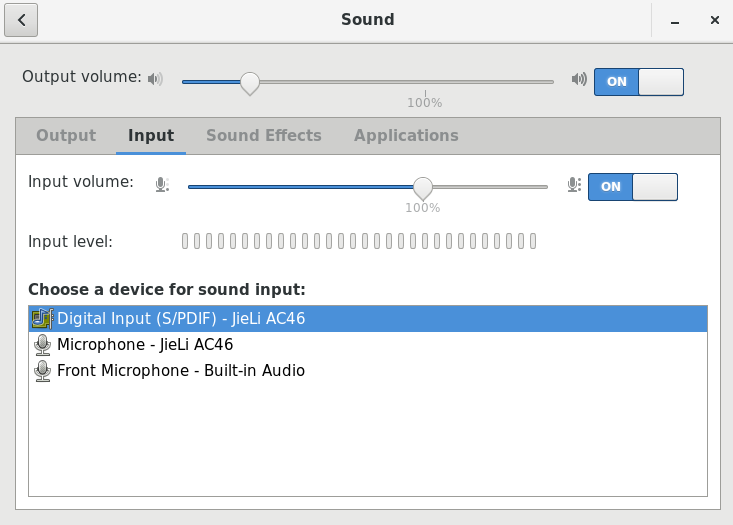 Sound
Output volume:
ON
100%
Output Input Sound Effects Applications
Input volume:
ON
100%
Input level:
Choose a device for sound input:
Digital Input (S/PDIF) - JieLi AC46
Microphone - JieLi AC46
Front Microphone - Built-in Audio